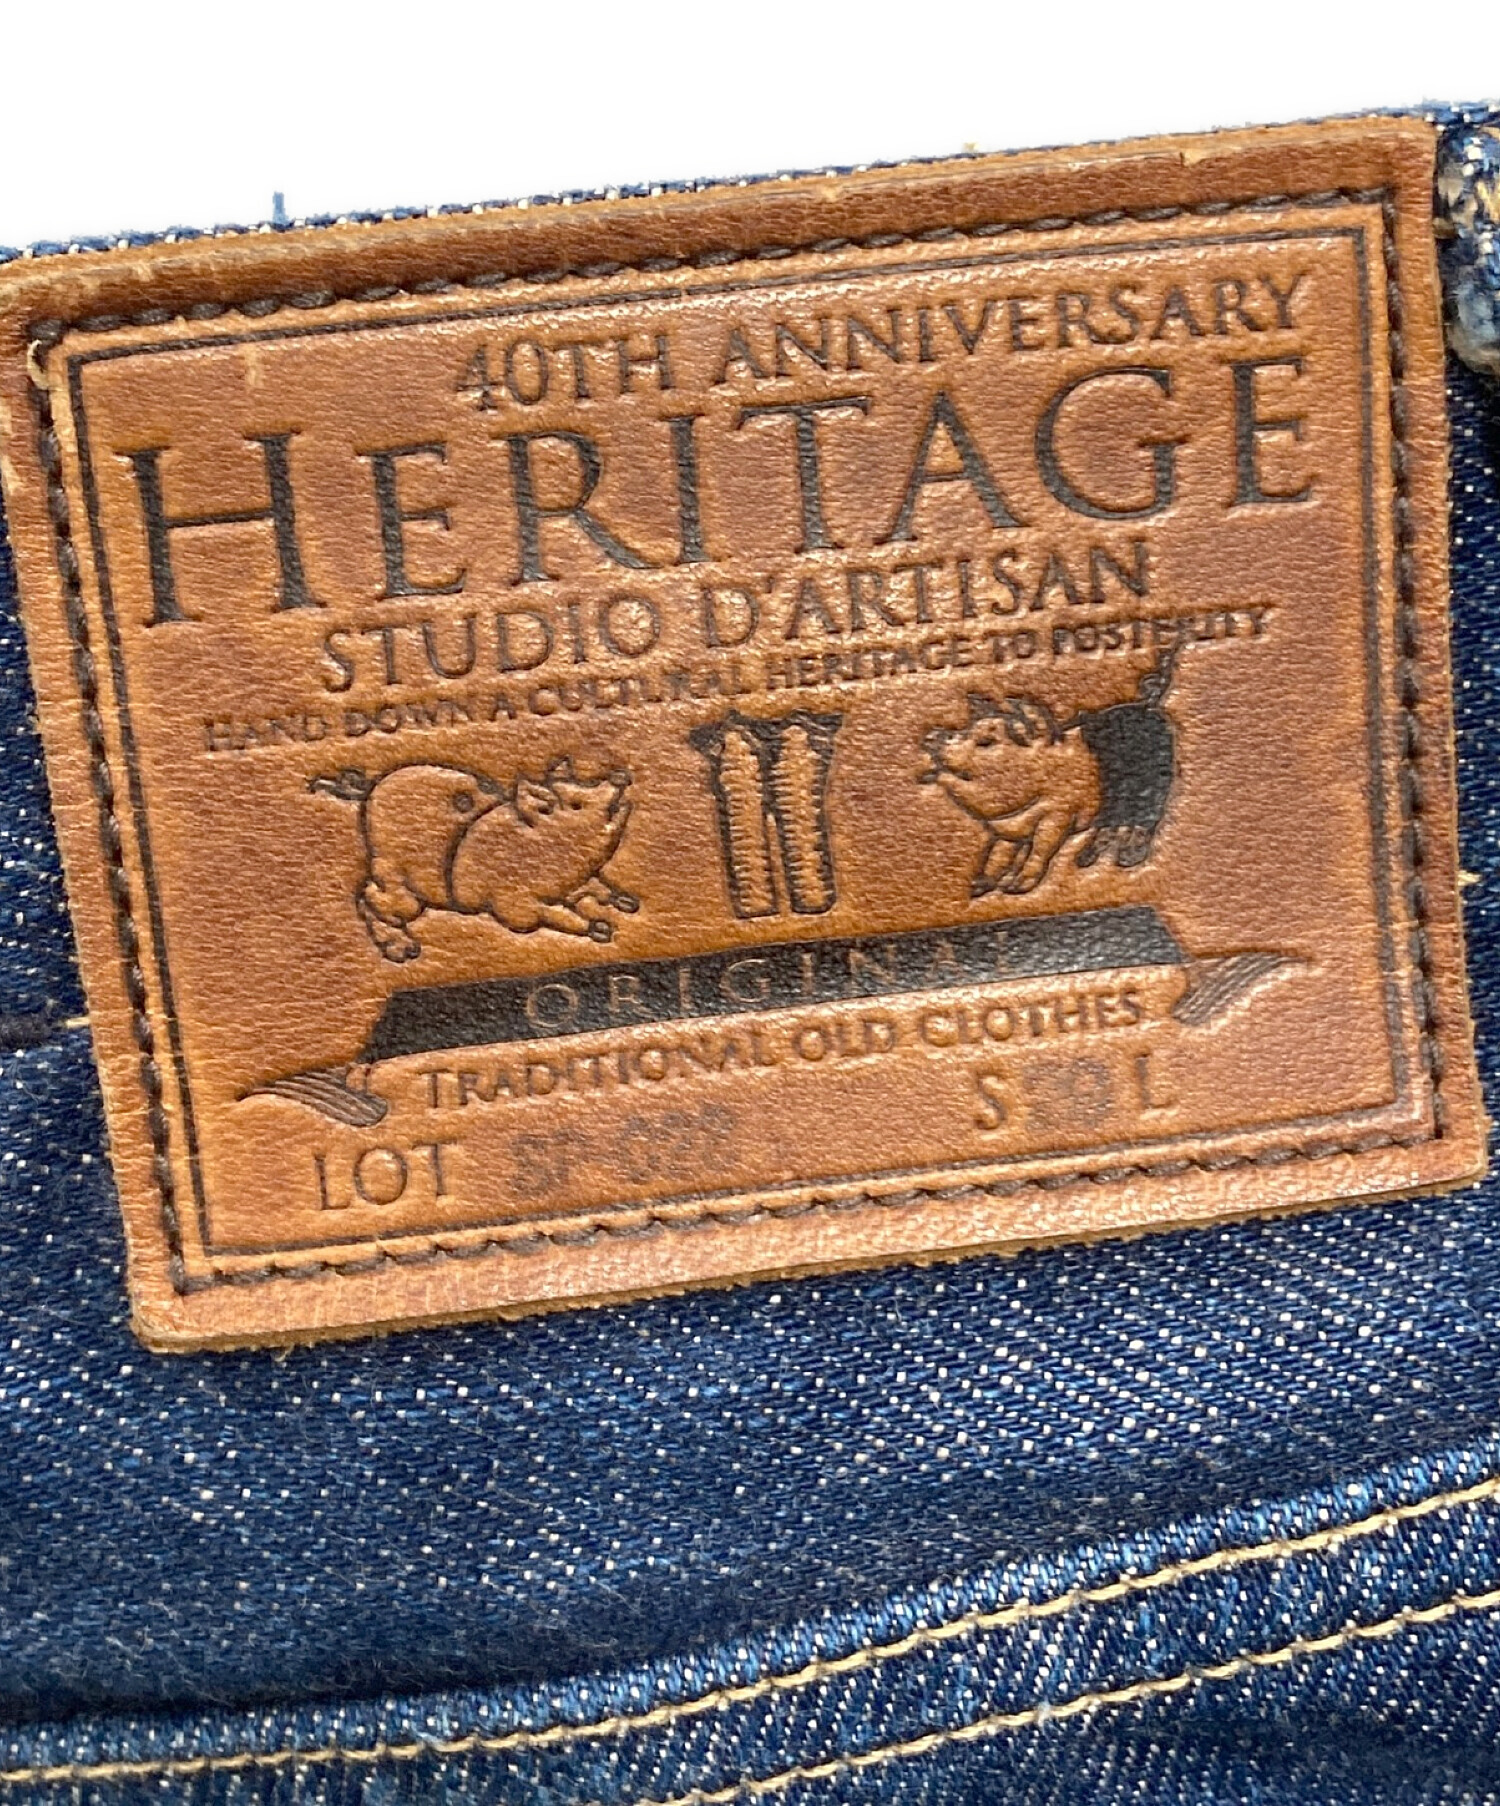 40TH ANNIVERSARY
HERITAGE
STUDIO D'ARTISAN
HAND DOWN A CULTURAL HERITAGE TO POSTERITY
ORIGINAL
TRADITIONAL OLD CLOTHES
S L
LOT